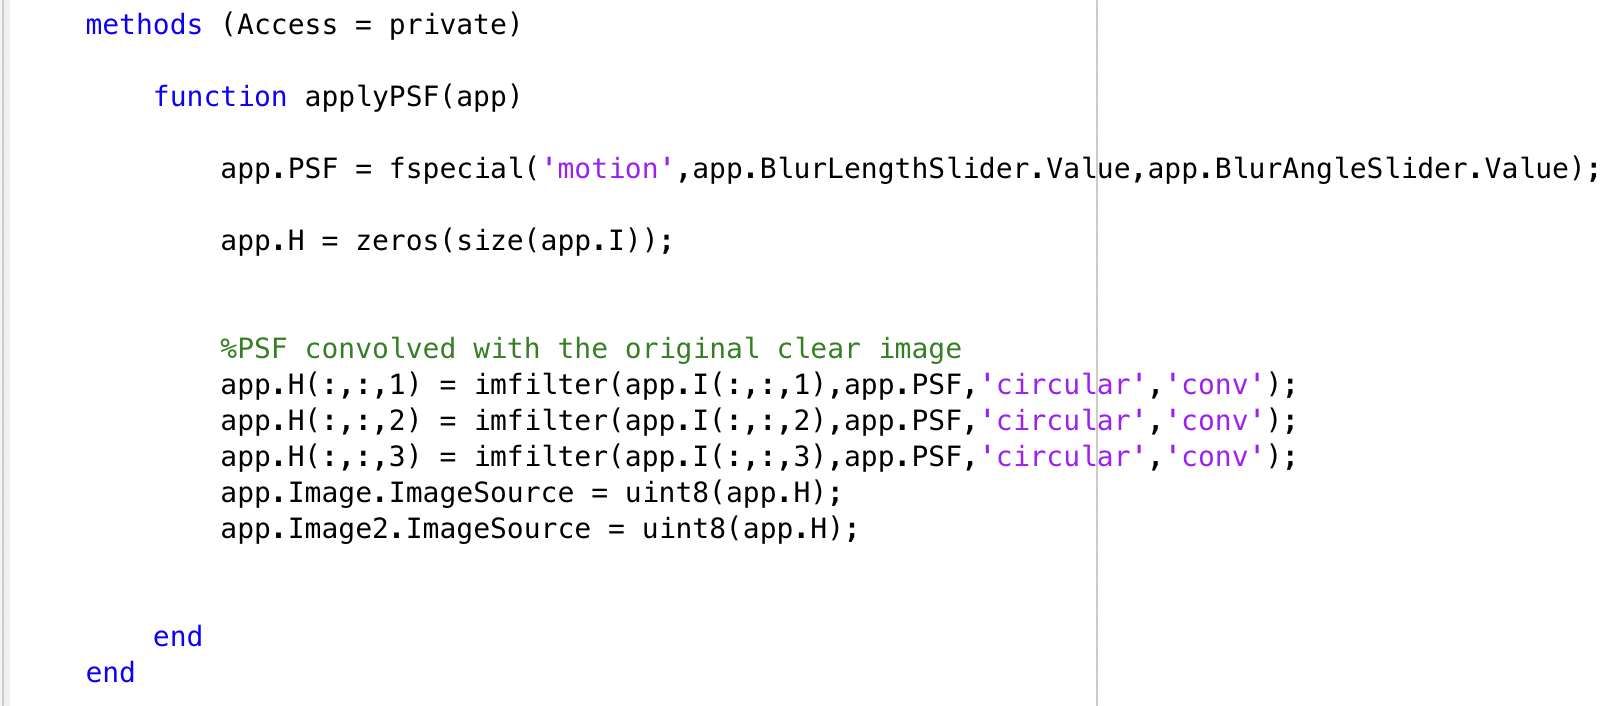 methods (Access = private)
function applyPSF(app)
app.PSF = fspecial('motion',app.BlurLengthSlider.Value,app.BlurAngleSlider.Value);
app.H = zeros(size(app.I));
%PSF convolved with the original clear image
app.H(:,:,1) = imfilter(app.I(:,:,1),app.PSF,'circular','conv');
app.H(:,:,2) = imfilter(app.I(:,:,2),app.PSF,'circular','conv');
app.H(:,:,3) = imfilter(app.I(:,:,3),app.PSF,'circular','conv');
app.Image.ImageSource = uint8(app.H);
app.Image2.ImageSource = uint8(app.H);
end
end